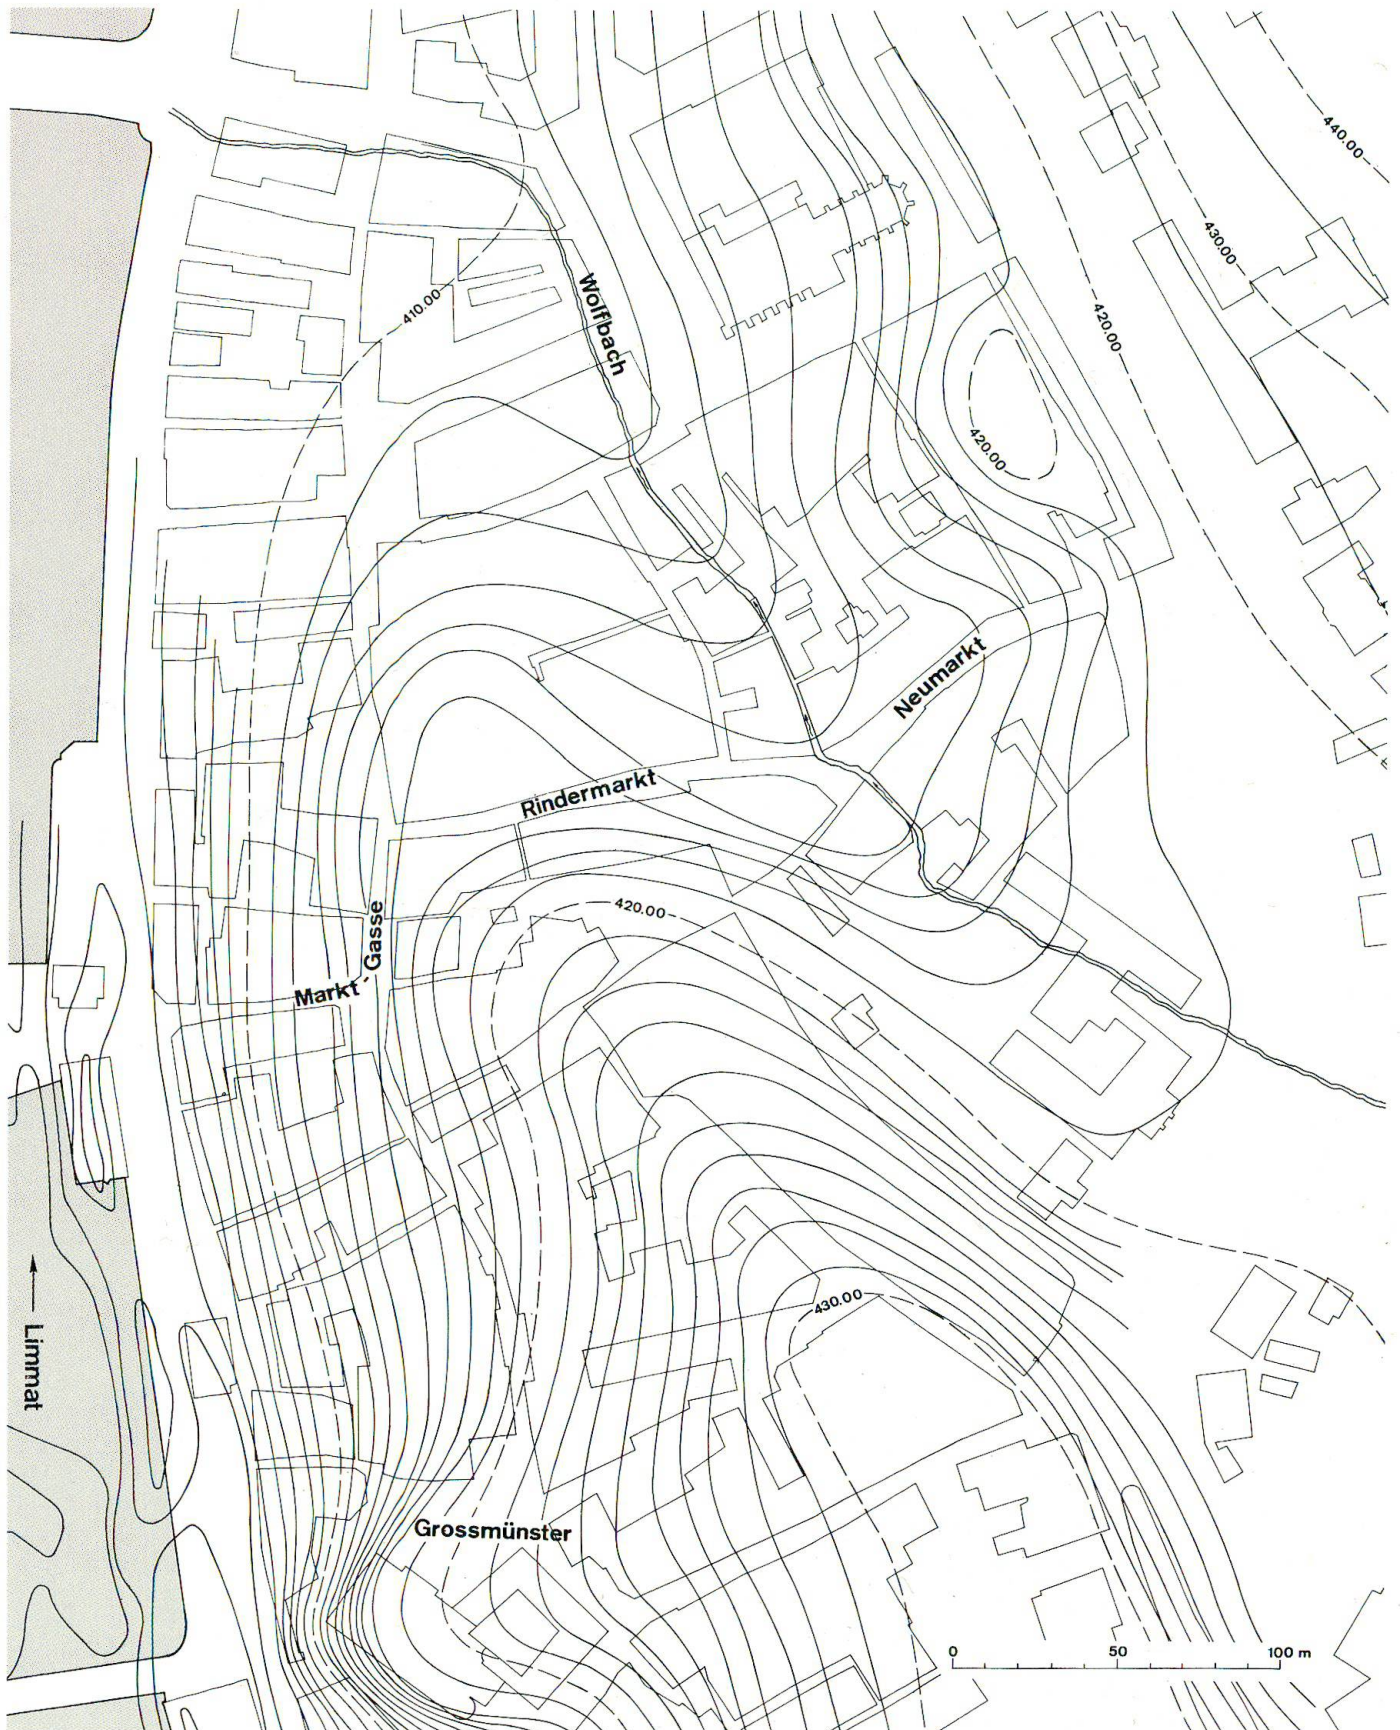 440.00
430.00
420.00
410.00
Wolfbach
420.00
Neumarkt
Rindermarkt
420.00
Markt-Gasse
430.00
← Limmat
Grossmünster
0 50 100 m